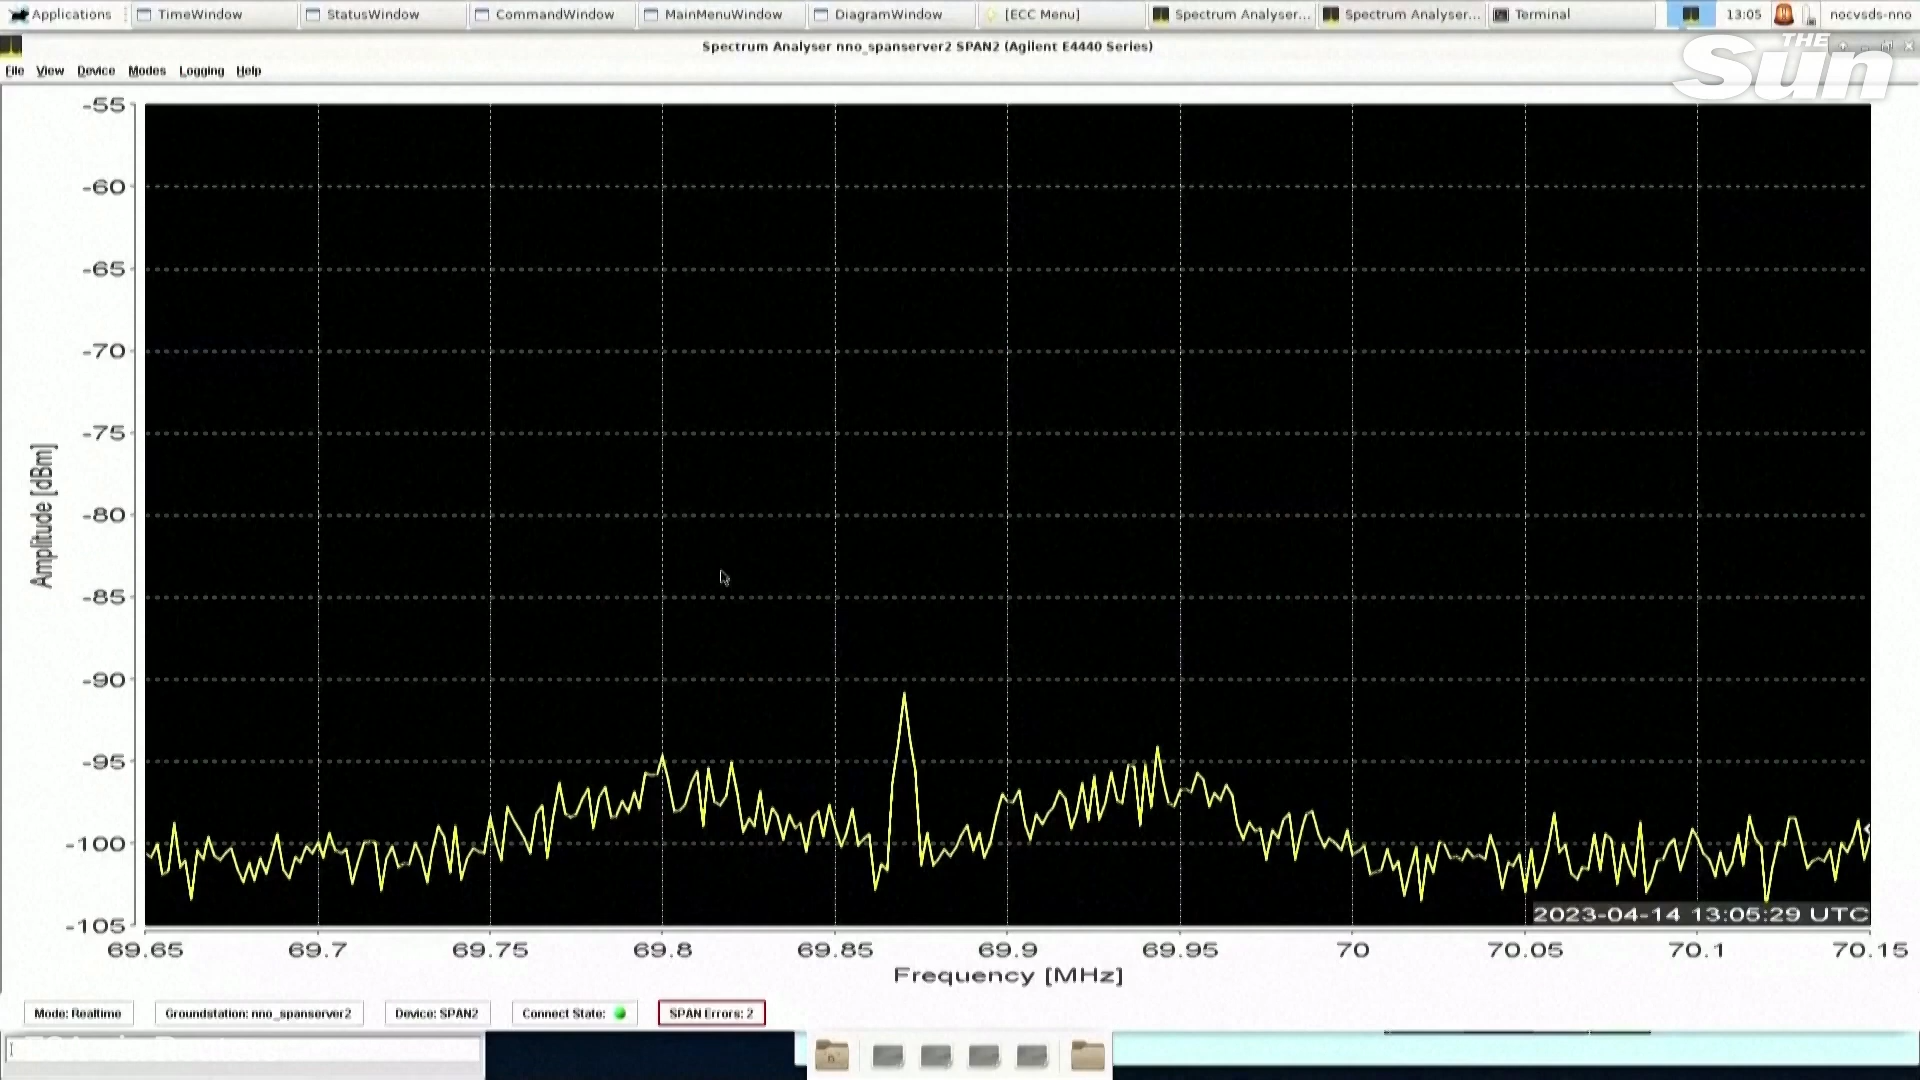 Applications TimeWindow StatusWindow CommandWindow MainMenuWindow DiagramWindow [ECC Menu] Spectrum Analyser... Spectrum Analyser... Terminal 13:05 nocvsds-nno
Spectrum Analyser nno_spanserver2 SPAN2 (Agilent E4440 Series)
THE
Sun
File View Device Modes Logging Help
-55
-60
-65
-70
-75
-80
-85
-90
-95
-100
-105
Amplitude [dBm]
2023-04-14 13:05:29 UTC
69.65 69.7 69.75 69.8 69.85 69.9 69.95 70 70.05 70.1 70.15
Frequency [MHz]
Mode: Realtime Groundstation: nno_spanserver2 Device: SPAN2 Connect State: SPAN Errors: 2